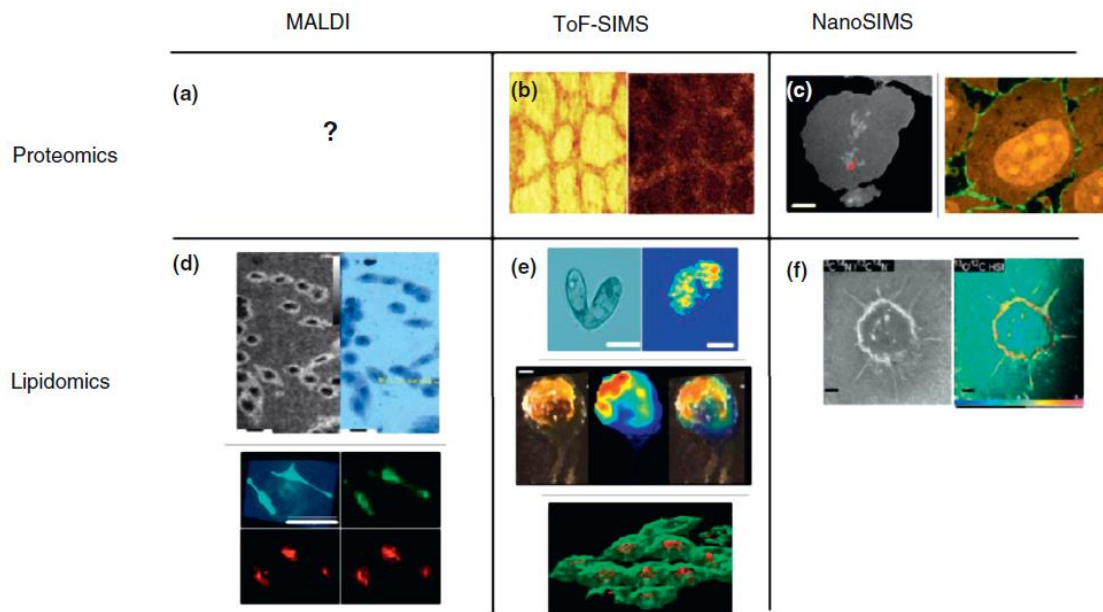 MALDI ToF-SIMS NanoSIMS
(a) (b) (c)
?
Proteomics
(d) (e) (f)
Lipidomics